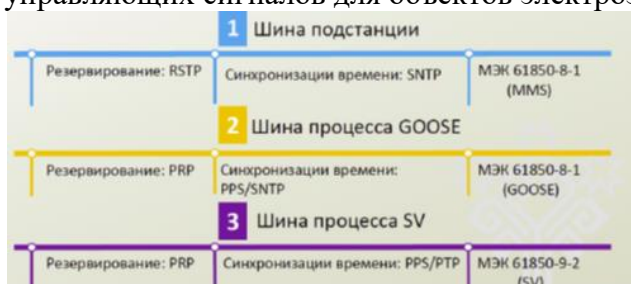 управляющих сигналов для объектов электроэ
1 Шина подстанции
Резервирование: RSTP
Синхронизации времени: SNTP
МЭК 61850-8-1
(MMS)
2 Шина процесса GOOSE
Резервирование: PRP
Синхронизации времени:
PPS/SNTP
МЭК 61850-8-1
(GOOSE)
3 Шина процесса SV
Резервирование: PRP
Синхронизации времени: PPS/PTP
МЭК 61850-9-2
(SV)